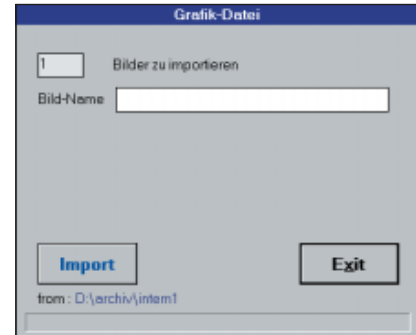 Grafik-Datei
1 Bilder zu importieren
Bild-Name
Import Exit
from : D:\archiv\intern1